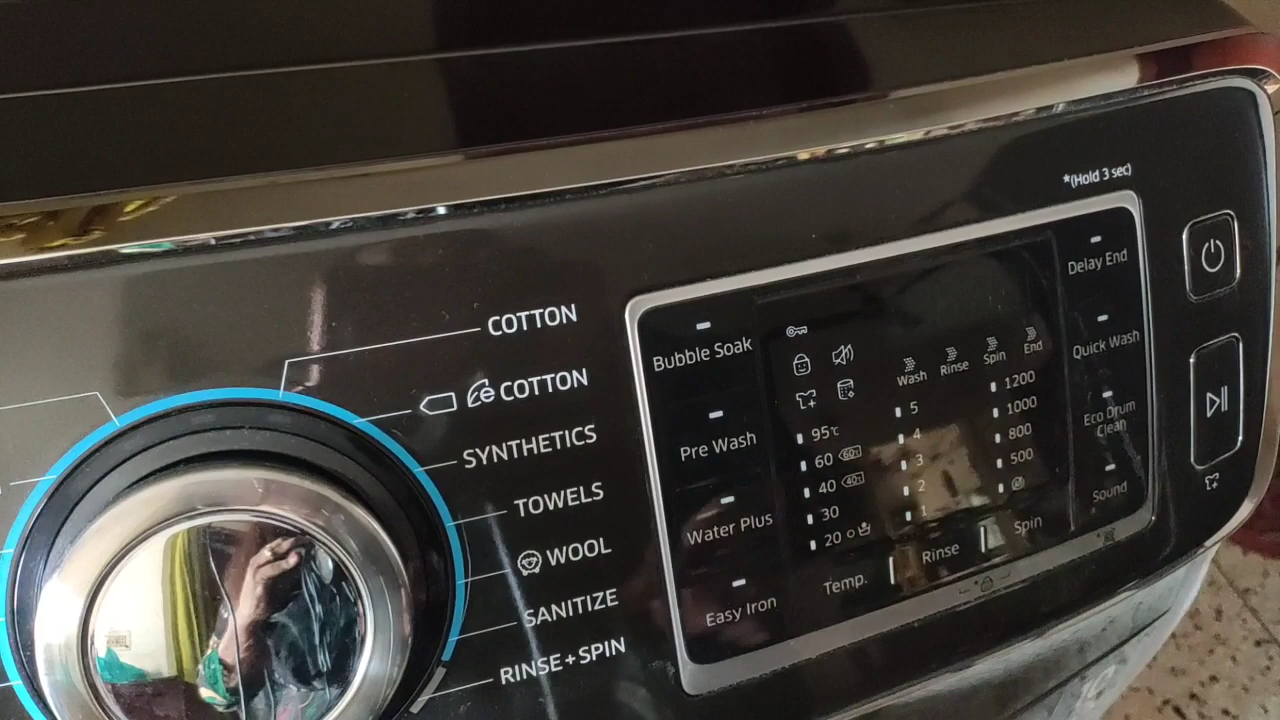 *(Hold 3 sec)
COTTON
e COTTON
SYNTHETICS
TOWELS
WOOL
SANITIZE
RINSE+SPIN
Bubble Soak
Pre Wash
Water Plus
Easy Iron
Wash Rinse Spin End
95℃
60 60℃
40 40℃
30
20
5
4
3
2
1
1200
1000
800
500
Temp. Rinse Spin
Delay End
Quick Wash
Eco Drum
Clean
Sound